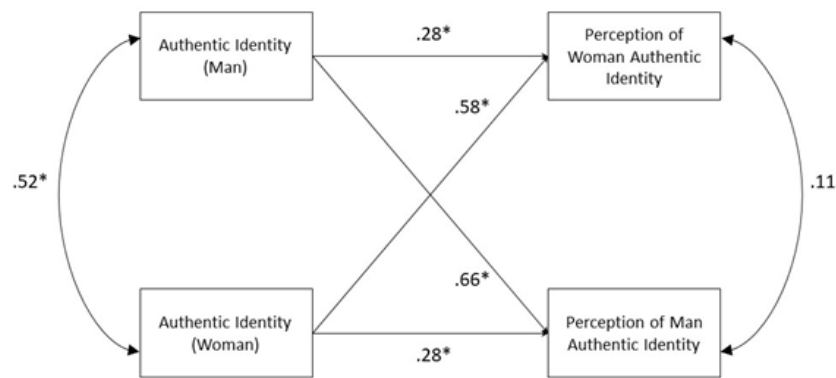 Authentic Identity
(Man)
.28*
Perception of
Woman Authentic
Identity
.58*
.52*
.11
.66*
Authentic Identity
(Woman)
.28*
Perception of Man
Authentic Identity